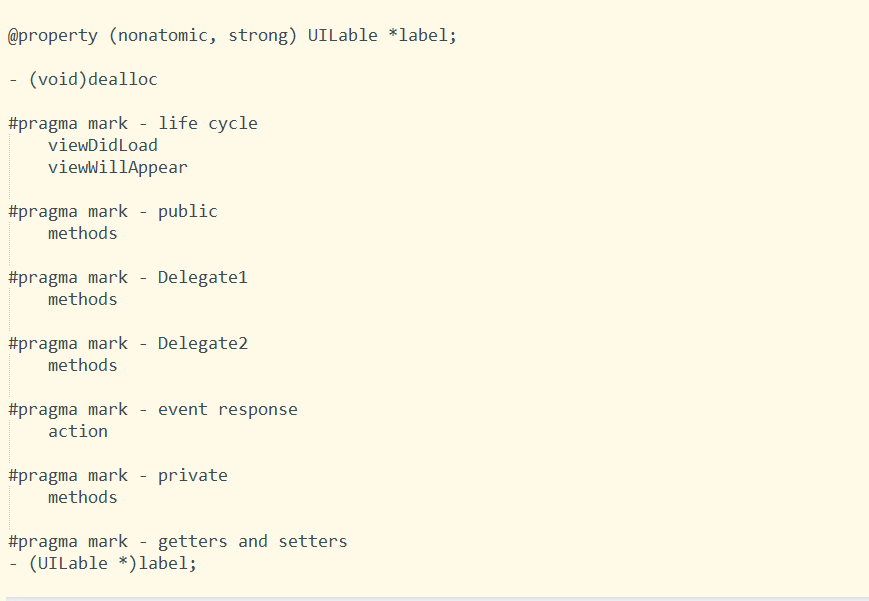 @property (nonatomic, strong) UILable *label;
- (void)dealloc
#pragma mark - life cycle
viewDidLoad
viewWillAppear
#pragma mark - public
methods
#pragma mark - Delegate1
methods
#pragma mark - Delegate2
methods
#pragma mark - event response
action
#pragma mark - private
methods
#pragma mark - getters and setters
- (UILable *)label;